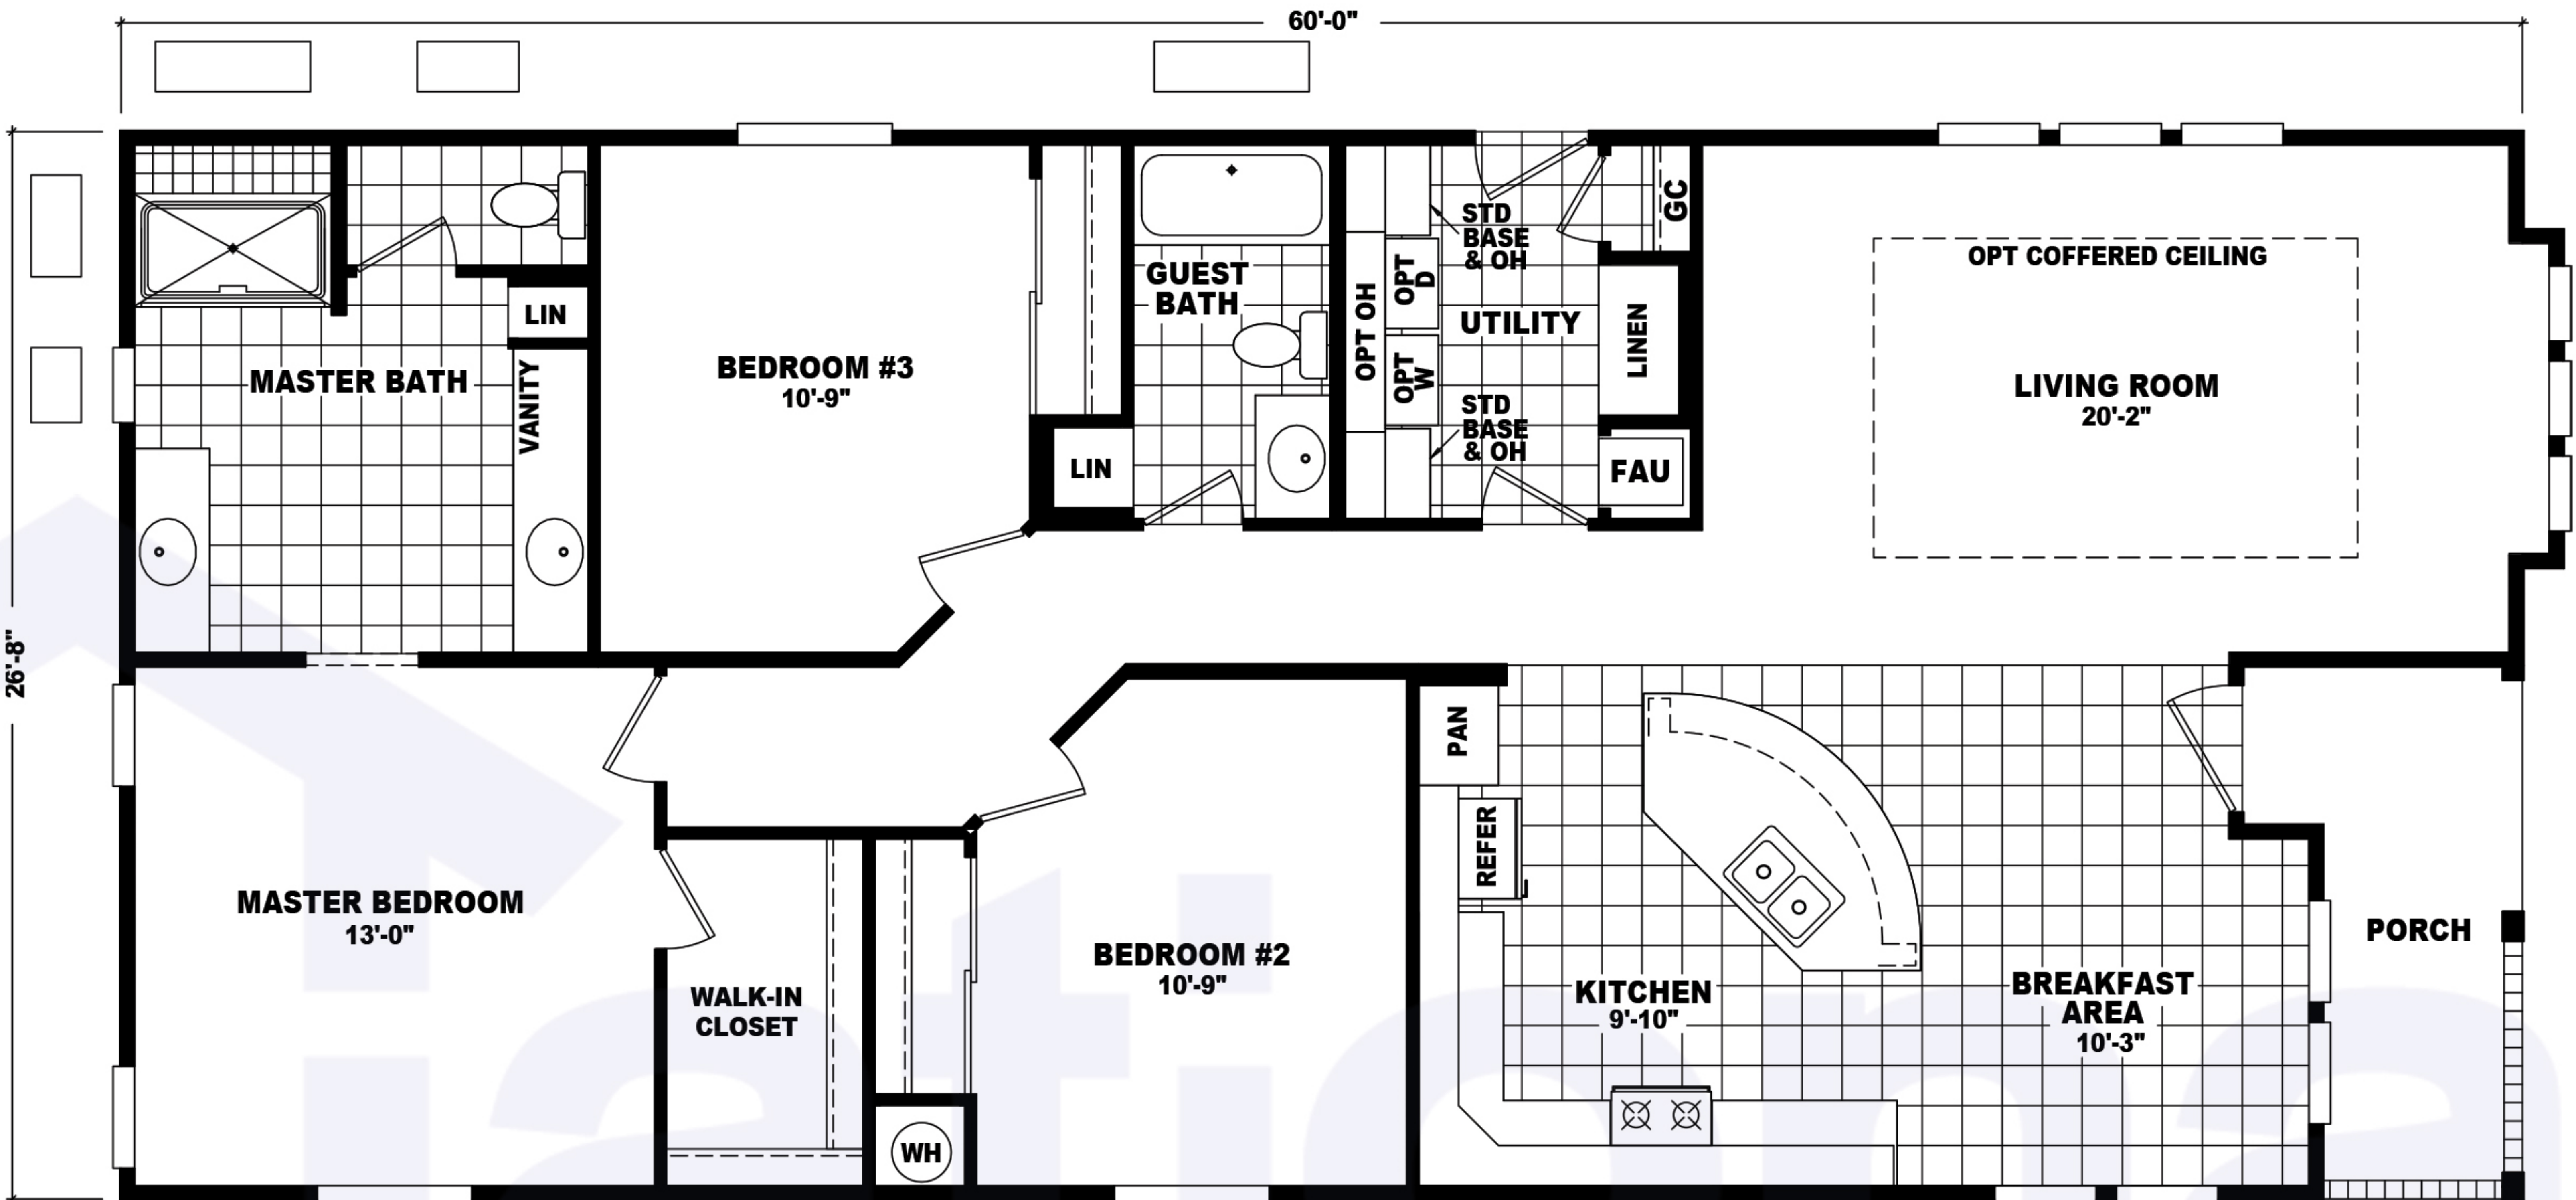 60'-0"
26'-8"
GC
STD
BASE
& OH
OPT COFFERED CEILING
GUEST
BATH
OPT
D
LIN
UTILITY
OPT OH
LINEN
MASTER BATH
VANITY
BEDROOM #3
10'-9"
OPT
W
LIVING ROOM
20'-2"
STD
BASE
& OH
LIN
FAU
PAN
REFER
MASTER BEDROOM
13'-0"
WALK-IN
CLOSET
BEDROOM #2
10'-9"
KITCHEN
9'-10"
BREAKFAST
AREA
10'-3"
PORCH
WH